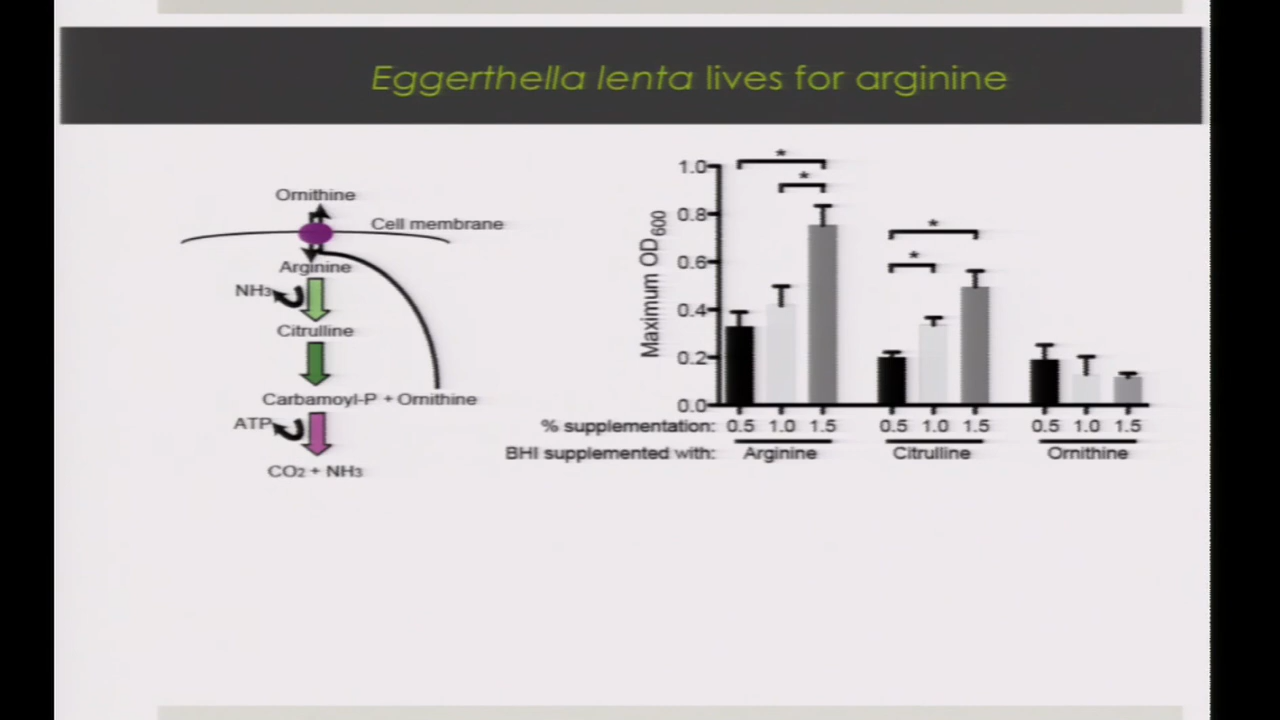 Eggerthella lenta lives for arginine
Ornithine
Cell membrane
Arginine
NH3
Citrulline
Carbamoyl-P + Ornithine
ATP
CO2 + NH3
Maximum OD600
1.0
0.8
0.6
0.4
0.2
0.0
*
*
*
*
% supplementation: 0.5 1.0 1.5 0.5 1.0 1.5 0.5 1.0 1.5
BHI supplemented with: Arginine Citrulline Ornithine